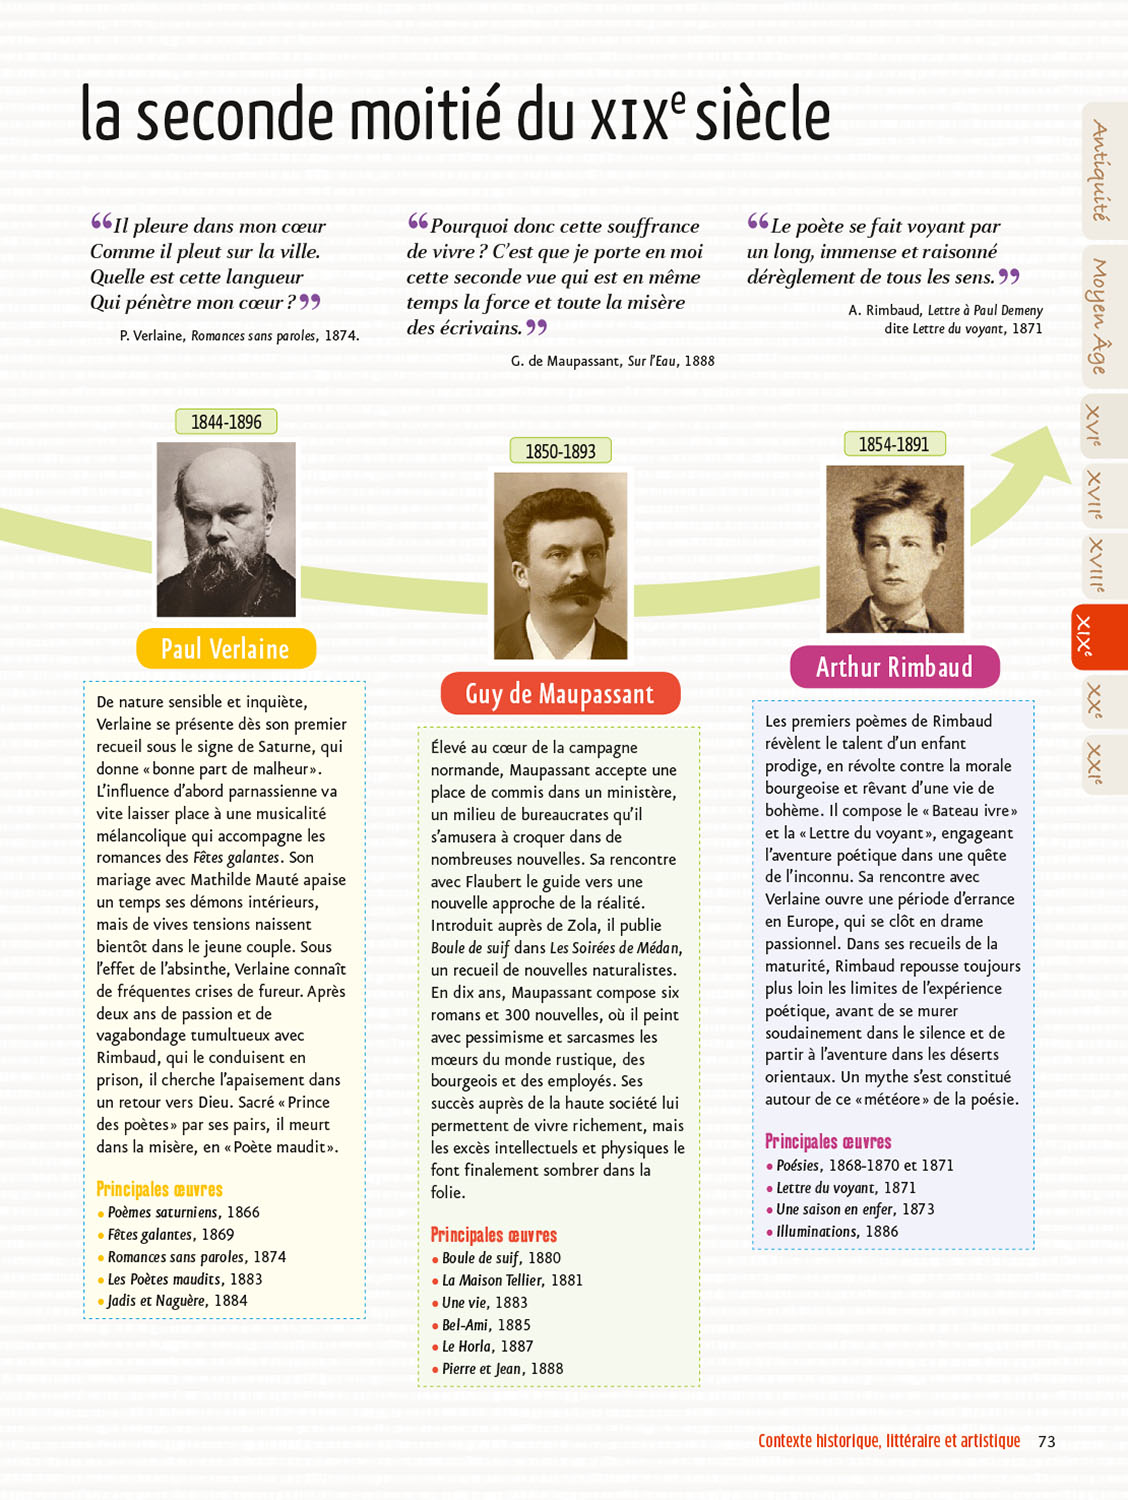 la seconde moitié du XIXe siècle
“Il pleure dans mon cœur
Comme il pleut sur la ville.
Quelle est cette langueur
Qui pénètre mon cœur ?”
P. Verlaine, Romances sans paroles, 1874.
“Pourquoi donc cette souffrance
de vivre ? C’est que je porte en moi
cette seconde vue qui est en même
temps la force et toute la misère
des écrivains.”
G. de Maupassant, Sur l’Eau, 1888
“Le poète se fait voyant par
un long, immense et raisonné
dérèglement de tous les sens.”
A. Rimbaud, Lettre à Paul Demeny
dite Lettre du voyant, 1871
1844-1896
Paul Verlaine
De nature sensible et inquiète,
Verlaine se présente dès son premier
recueil sous le signe de Saturne, qui
donne « bonne part de malheur ».
L’influence d’abord parnassienne va
vite laisser place à une musicalité
mélancolique qui accompagne les
romances des Fêtes galantes. Son
mariage avec Mathilde Mauté apaise
un temps ses démons intérieurs,
mais de vives tensions naissent
bientôt dans le jeune couple. Sous
l’effet de l’absinthe, Verlaine connaît
de fréquentes crises de fureur. Après
deux ans de passion et de
vagabondage tumultueux avec
Rimbaud, qui le conduisent en
prison, il cherche l’apaisement dans
un retour vers Dieu. Sacré « Prince
des poètes » par ses pairs, il meurt
dans la misère, en « Poète maudit ».
Principales œuvres
• Poèmes saturniens, 1866
• Fêtes galantes, 1869
• Romances sans paroles, 1874
• Les Poètes maudits, 1883
• Jadis et Naguère, 1884
1850-1893
Guy de Maupassant
Élevé au cœur de la campagne
normande, Maupassant accepte une
place de commis dans un ministère,
un milieu de bureaucrates qu’il
s’amusera à croquer dans de
nombreuses nouvelles. Sa rencontre
avec Flaubert le guide vers une
nouvelle approche de la réalité.
Introduit auprès de Zola, il publie
Boule de suif dans Les Soirées de Médan,
un recueil de nouvelles naturalistes.
En dix ans, Maupassant compose six
romans et 300 nouvelles, où il peint
avec pessimisme et sarcasmes les
mœurs du monde rustique, des
bourgeois et des employés. Ses
succès auprès de la haute société lui
permettent de vivre richement, mais
les excès intellectuels et physiques le
font finalement sombrer dans la
folie.
Principales œuvres
• Boule de suif, 1880
• La Maison Tellier, 1881
• Une vie, 1883
• Bel-Ami, 1885
• Le Horla, 1887
• Pierre et Jean, 1888
1854-1891
Arthur Rimbaud
Les premiers poèmes de Rimbaud
révèlent le talent d’un enfant
prodige, en révolte contre la morale
bourgeoise et rêvant d’une vie de
bohème. Il compose le « Bateau ivre »
et la « Lettre du voyant », engageant
l’aventure poétique dans une quête
de l’inconnu. Sa rencontre avec
Verlaine ouvre une période d’errance
en Europe, qui se clôt en drame
passionnel. Dans ses recueils de la
maturité, Rimbaud repousse toujours
plus loin les limites de l’expérience
poétique, avant de se murer
soudainement dans le silence et de
partir à l’aventure dans les déserts
orientaux. Un mythe s’est constitué
autour de ce « météore » de la poésie.
Principales œuvres
• Poésies, 1868-1870 et 1871
• Lettre du voyant, 1871
• Une saison en enfer, 1873
• Illuminations, 1886
Antiquité
Moyen Âge
XVIe
XVIIe
XVIIIe
XIXe
XXe
XXIe
Contexte historique, littéraire et artistique 73